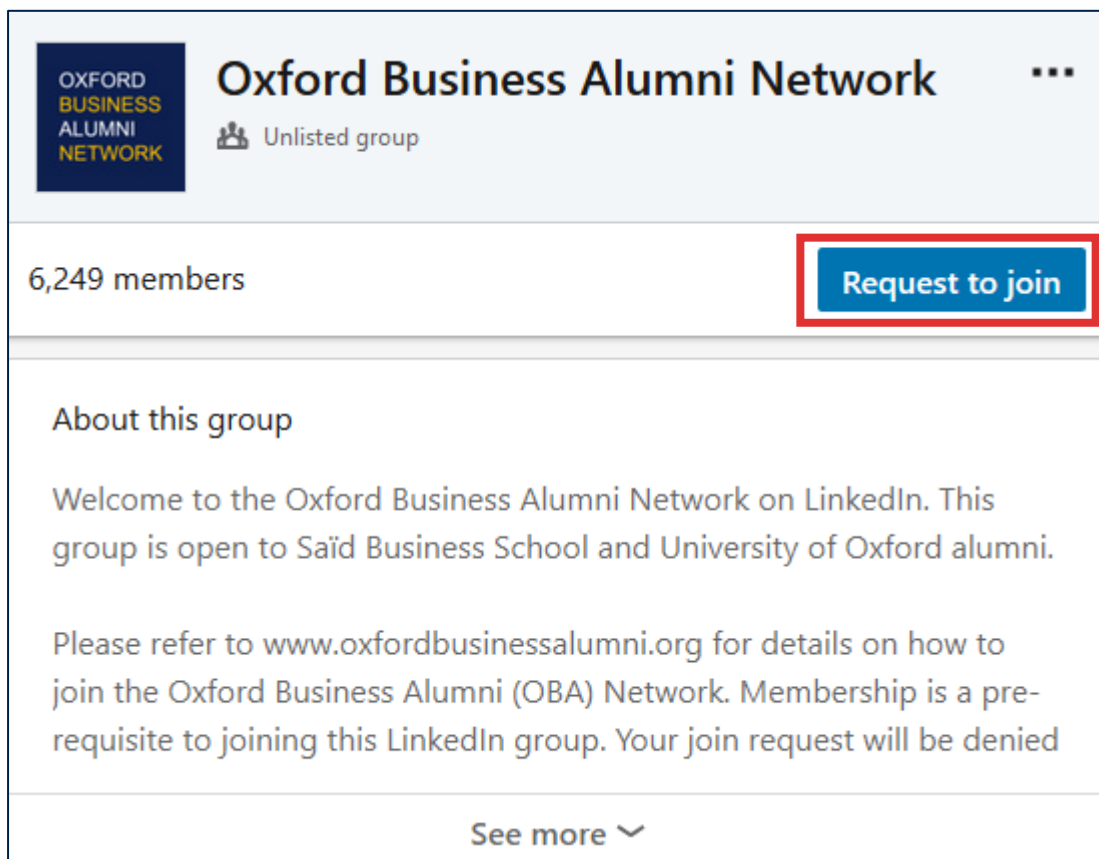 OXFORD
BUSINESS
ALUMNI
NETWORK
Oxford Business Alumni Network
Unlisted group
6,249 members
Request to join
About this group
Welcome to the Oxford Business Alumni Network on LinkedIn. This
group is open to Saïd Business School and University of Oxford alumni.
Please refer to www.oxfordbusinessalumni.org for details on how to
join the Oxford Business Alumni (OBA) Network. Membership is a pre-
requisite to joining this LinkedIn group. Your join request will be denied
See more